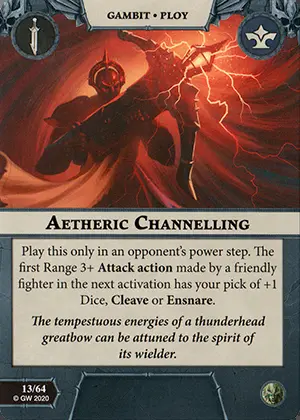 GAMBIT • PLOY
AETHERIC CHANNELLING
Play this only in an opponent's power step. The
first Range 3+ Attack action made by a friendly
fighter in the next activation has your pick of +1
Dice, Cleave or Ensnare.
The tempestuous energies of a thunderhead
greatbow can be attuned to the spirit of
its wielder.
13/64
© GW 2020